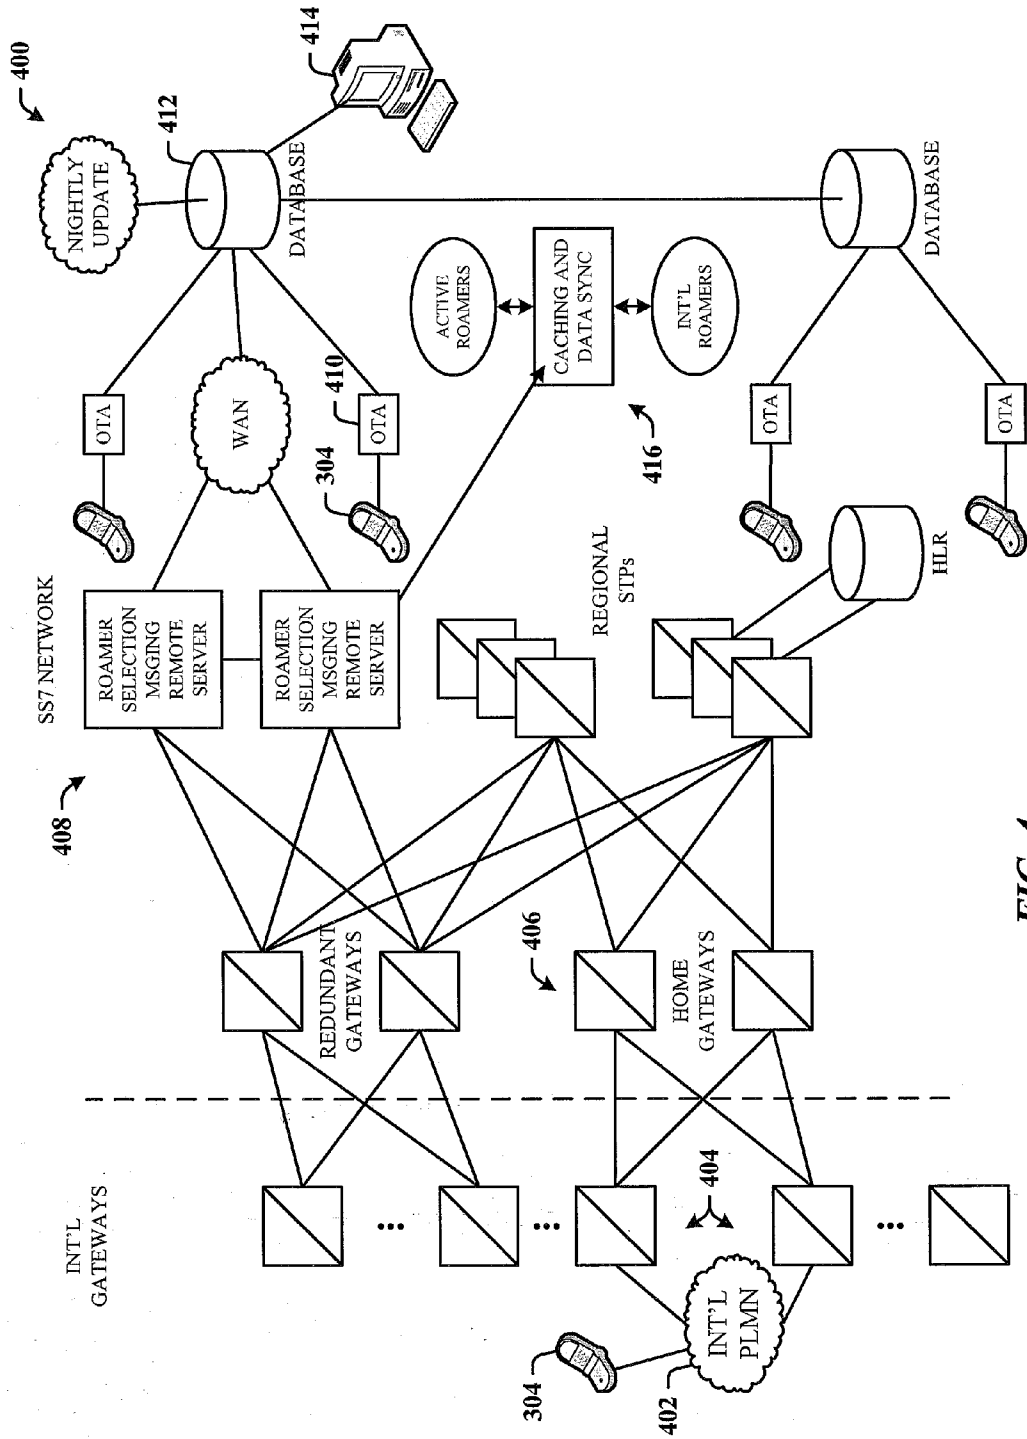 400
NIGHTLY
UPDATE
412
414
DATABASE
OTA
WAN
410
OTA
304
ACTIVE
ROAMERS
CACHING AND
DATA SYNC
INT'L
ROAMERS
416
DATABASE
OTA
OTA
SS7 NETWORK
ROAMER
SELECTION
MSGING
REMOTE
SERVER
ROAMER
SELECTION
MSGING
REMOTE
SERVER
REGIONAL
STPs
HLR
408
REDUNDANT
GATEWAYS
406
HOME
GATEWAYS
INT'L
GATEWAYS
404
INT'L
PLMN
304
402